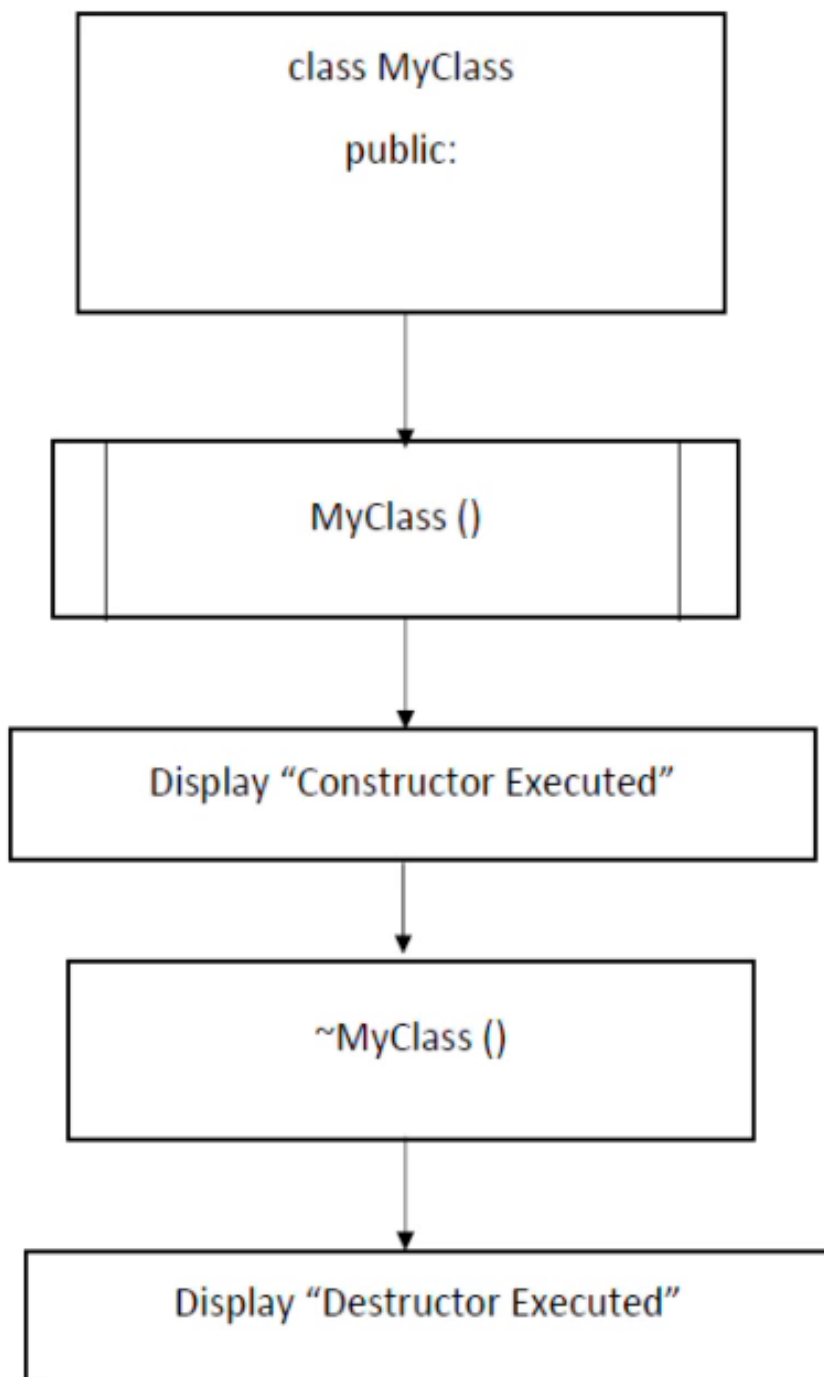 class MyClass
public:
MyClass ()
Display “Constructor Executed”
~MyClass ()
Display “Destructor Executed”